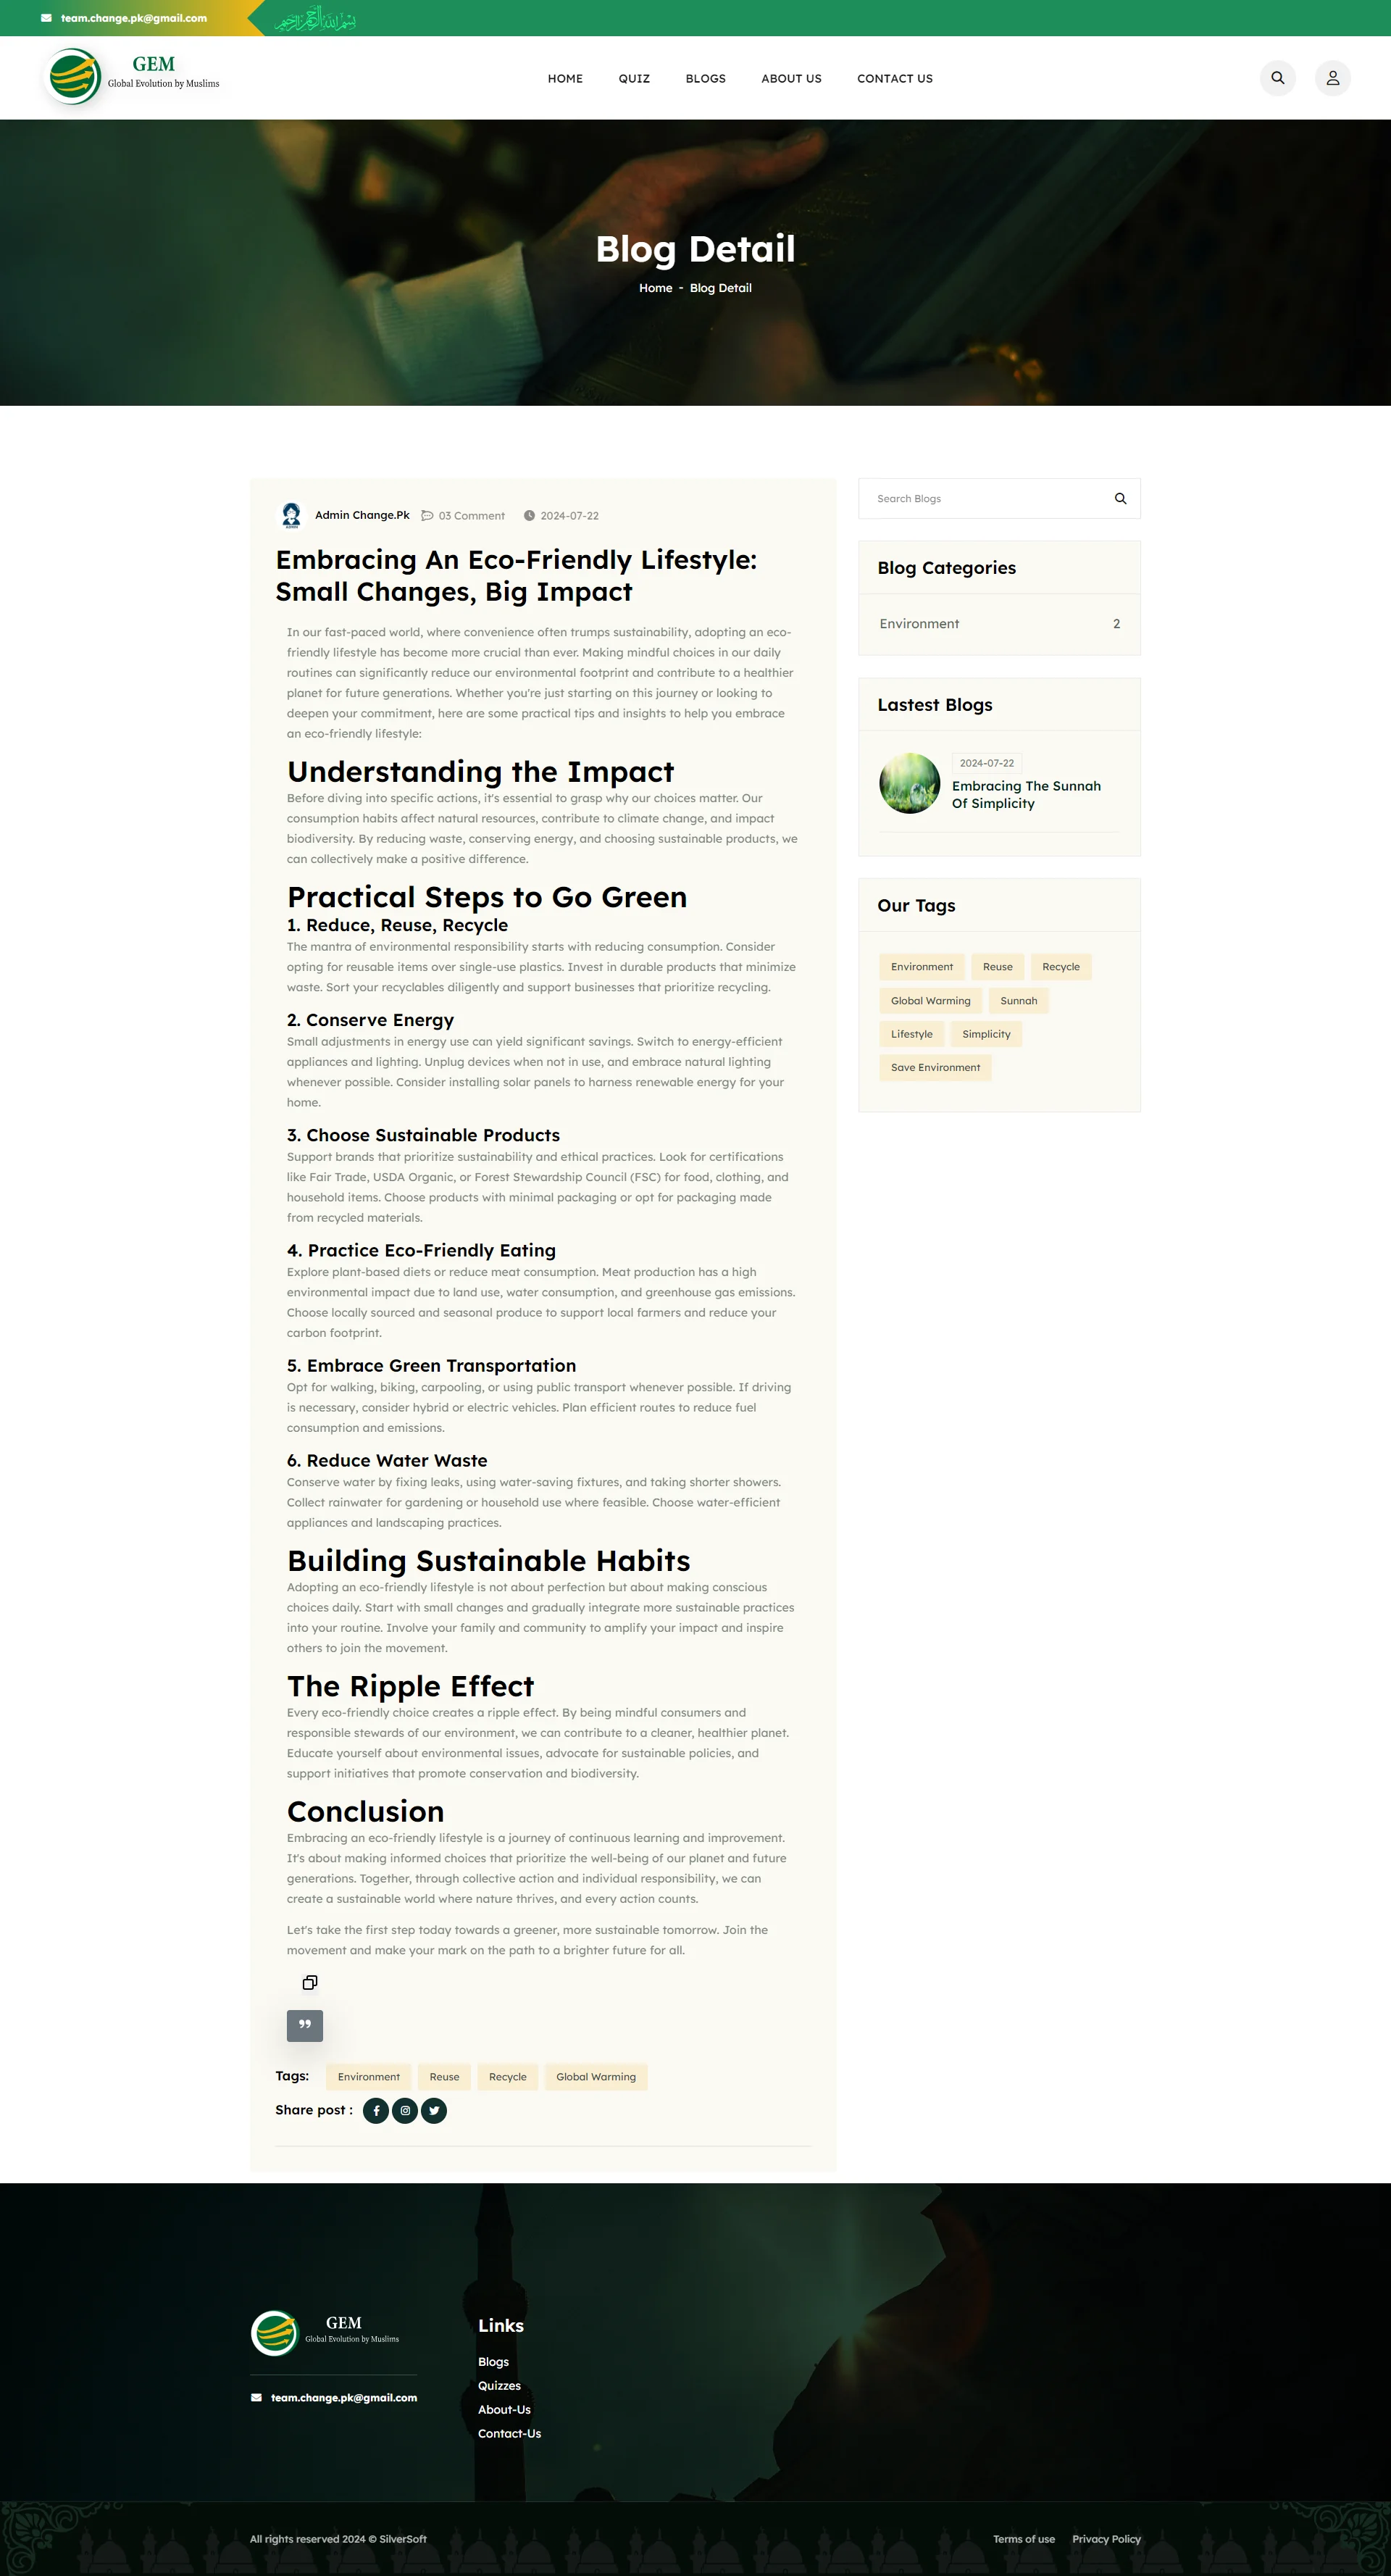 team.change.pk@gmail.com
بسم الله الرحمن الرحيم
GEM
Global Evolution by Muslims
HOME QUIZ BLOGS ABOUT US CONTACT US
Blog Detail
Home - Blog Detail
Admin Change.Pk 03 Comment 2024-07-22
Embracing An Eco-Friendly Lifestyle:
Small Changes, Big Impact
In our fast-paced world, where convenience often trumps sustainability, adopting an eco-
friendly lifestyle has become more crucial than ever. Making mindful choices in our daily
routines can significantly reduce our environmental footprint and contribute to a healthier
planet for future generations. Whether you're just starting on this journey or looking to
deepen your commitment, here are some practical tips and insights to help you embrace
an eco-friendly lifestyle:
Understanding the Impact
Before diving into specific actions, it's essential to grasp why our choices matter. Our
consumption habits affect natural resources, contribute to climate change, and impact
biodiversity. By reducing waste, conserving energy, and choosing sustainable products, we
can collectively make a positive difference.
Practical Steps to Go Green
1. Reduce, Reuse, Recycle
The mantra of environmental responsibility starts with reducing consumption. Consider
opting for reusable items over single-use plastics. Invest in durable products that minimize
waste. Sort your recyclables diligently and support businesses that prioritize recycling.
2. Conserve Energy
Small adjustments in energy use can yield significant savings. Switch to energy-efficient
appliances and lighting. Unplug devices when not in use, and embrace natural lighting
whenever possible. Consider installing solar panels to harness renewable energy for your
home.
3. Choose Sustainable Products
Support brands that prioritize sustainability and ethical practices. Look for certifications
like Fair Trade, USDA Organic, or Forest Stewardship Council (FSC) for food, clothing, and
household items. Choose products with minimal packaging or opt for packaging made
from recycled materials.
4. Practice Eco-Friendly Eating
Explore plant-based diets or reduce meat consumption. Meat production has a high
environmental impact due to land use, water consumption, and greenhouse gas emissions.
Choose locally sourced and seasonal produce to support local farmers and reduce your
carbon footprint.
5. Embrace Green Transportation
Opt for walking, biking, carpooling, or using public transport whenever possible. If driving
is necessary, consider hybrid or electric vehicles. Plan efficient routes to reduce fuel
consumption and emissions.
6. Reduce Water Waste
Conserve water by fixing leaks, using water-saving fixtures, and taking shorter showers.
Collect rainwater for gardening or household use where feasible. Choose water-efficient
appliances and landscaping practices.
Building Sustainable Habits
Adopting an eco-friendly lifestyle is not about perfection but about making conscious
choices daily. Start with small changes and gradually integrate more sustainable practices
into your routine. Involve your family and community to amplify your impact and inspire
others to join the movement.
The Ripple Effect
Every eco-friendly choice creates a ripple effect. By being mindful consumers and
responsible stewards of our environment, we can contribute to a cleaner, healthier planet.
Educate yourself about environmental issues, advocate for sustainable policies, and
support initiatives that promote conservation and biodiversity.
Conclusion
Embracing an eco-friendly lifestyle is a journey of continuous learning and improvement.
It's about making informed choices that prioritize the well-being of our planet and future
generations. Together, through collective action and individual responsibility, we can
create a sustainable world where nature thrives, and every action counts.
Let's take the first step today towards a greener, more sustainable tomorrow. Join the
movement and make your mark on the path to a brighter future for all.
Tags: Environment Reuse Recycle Global Warming
Share post :
Search Blogs
Blog Categories
Environment 2
Lastest Blogs
2024-07-22
Embracing The Sunnah
Of Simplicity
Our Tags
Environment Reuse Recycle
Global Warming Sunnah
Lifestyle Simplicity
Save Environment
GEM
Global Evolution by Muslims
team.change.pk@gmail.com
Links
Blogs
Quizzes
About-Us
Contact-Us
All rights reserved 2024 © SilverSoft
Terms of use Privacy Policy